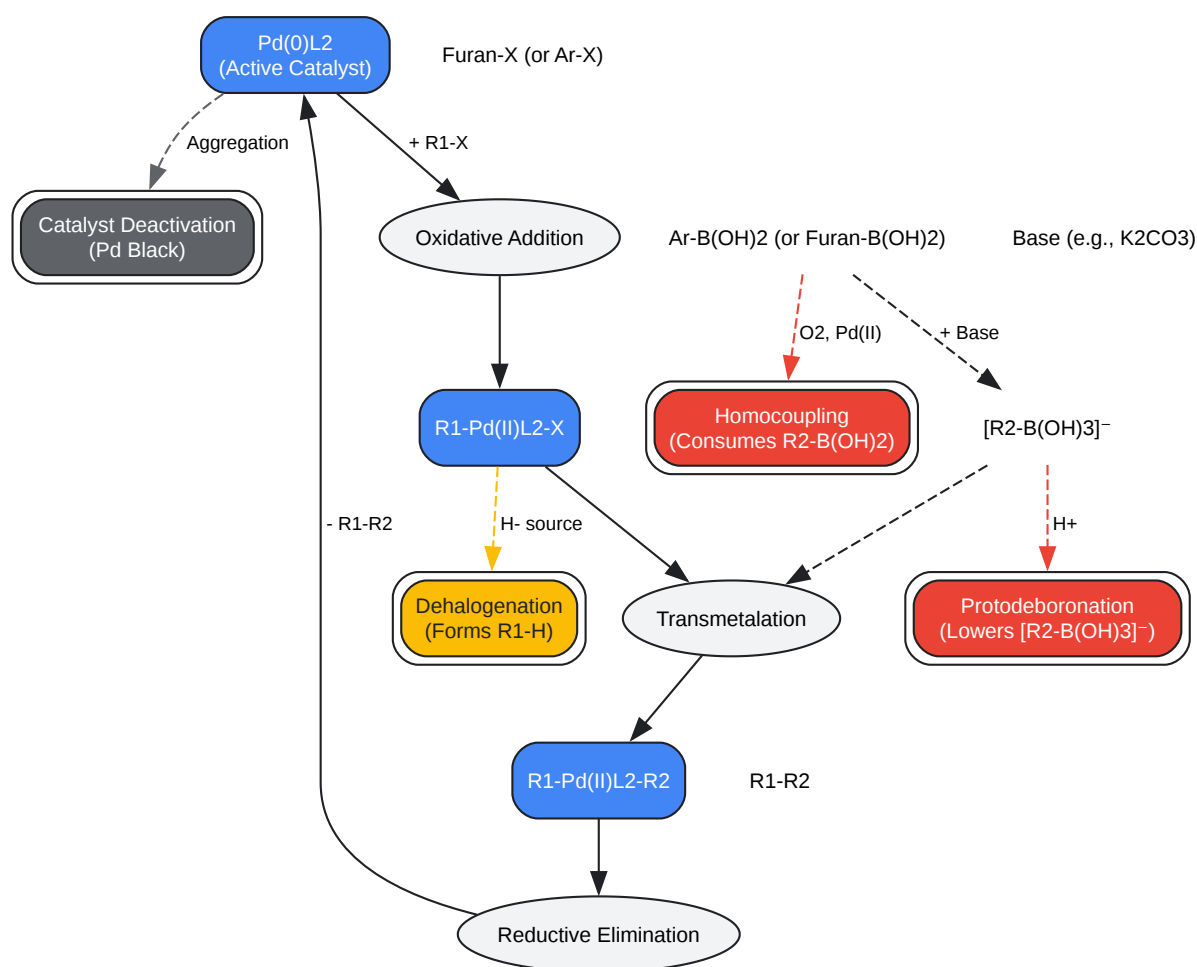 Pd(0)L2
(Active Catalyst)
Furan-X (or Ar-X)
Aggregation
+ R1-X
Catalyst Deactivation
(Pd Black)
Oxidative Addition
Ar-B(OH)2 (or Furan-B(OH)2)
Base (e.g., K2CO3)
O2, Pd(II)
+ Base
R1-Pd(II)L2-X
Homocoupling
(Consumes R2-B(OH)2)
[R2-B(OH)3]⁻
- R1-R2
H- source
H+
Dehalogenation
(Forms R1-H)
Transmetalation
Protodeboronation
(Lowers [R2-B(OH)3]⁻)
R1-Pd(II)L2-R2
R1-R2
Reductive Elimination